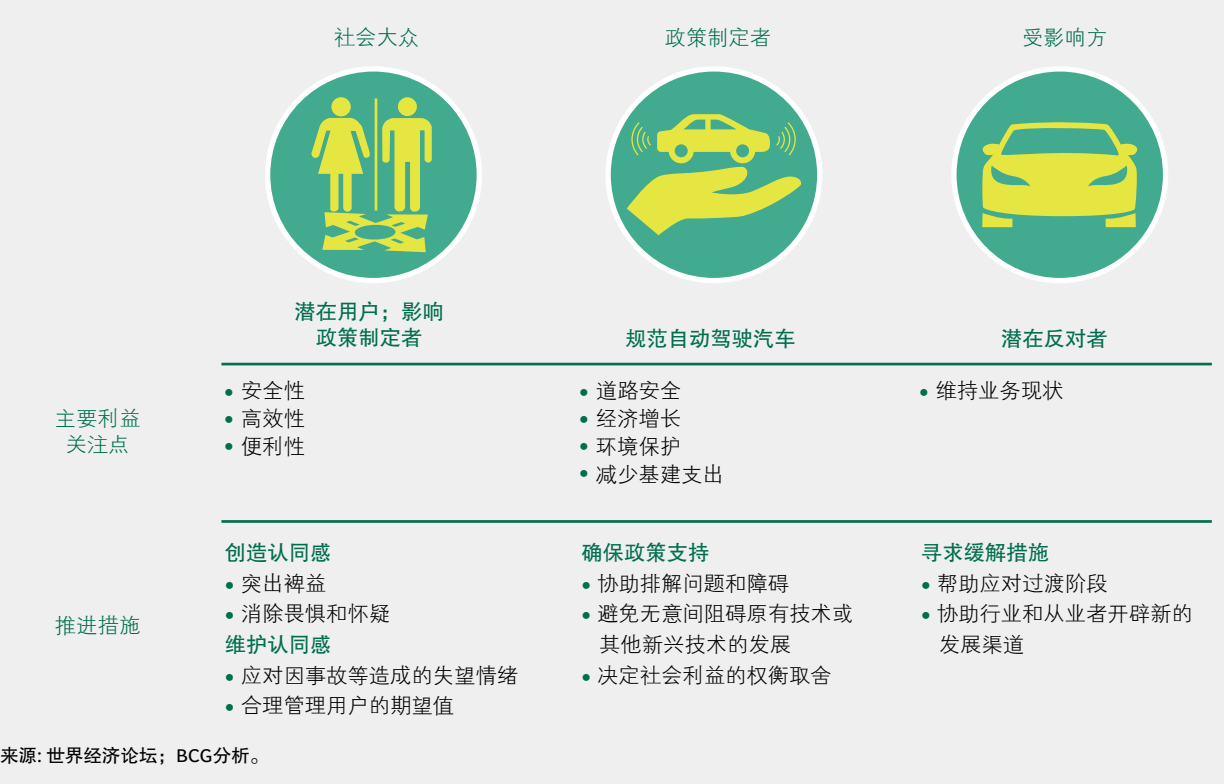 社会大众
政策制定者
受影响方
潜在用户；影响
政策制定者
规范自动驾驶汽车
潜在反对者
主要利益
关注点
• 安全性
• 高效性
• 便利性
• 道路安全
• 经济增长
• 环境保护
• 减少基建支出
• 维持业务现状
推进措施
创造认同感
• 突出裨益
• 消除畏惧和怀疑
维护认同感
• 应对因事故等造成的失望情绪
• 合理管理用户的期望值
确保政策支持
• 协助排解问题和障碍
• 避免无意间阻碍原有技术或
其他新兴技术的发展
• 决定社会利益的权衡取舍
寻求缓解措施
• 帮助应对过渡阶段
• 协助行业和从业者开辟新的
发展渠道
来源: 世界经济论坛；BCG分析。